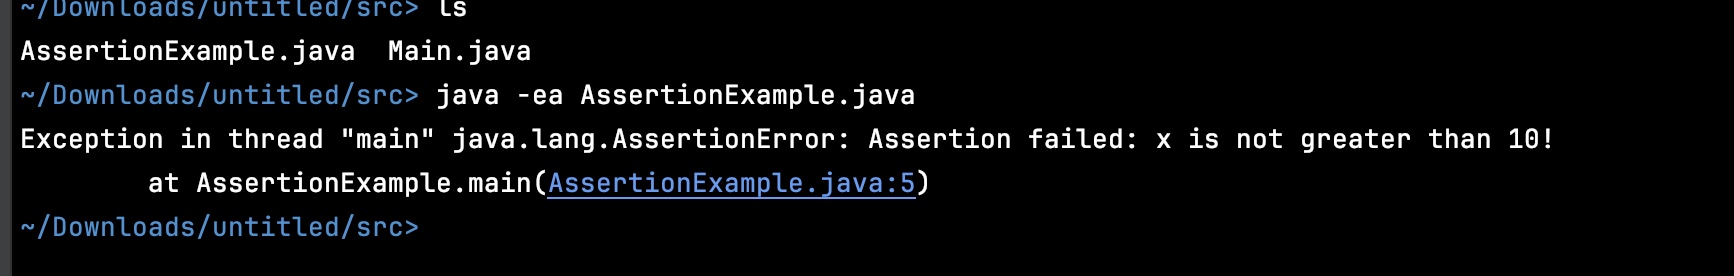 ~/Downloads/untitled/src> ls
AssertionExample.java  Main.java
~/Downloads/untitled/src> java -ea AssertionExample.java
Exception in thread "main" java.lang.AssertionError: Assertion failed: x is not greater than 10!
        at AssertionExample.main(AssertionExample.java:5)
~/Downloads/untitled/src>